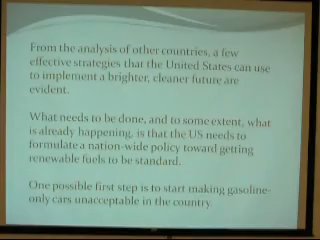 From the analysis of other countries, a few
effective strategies that the United States can use
to implement a brighter, cleaner future are
evident.
What needs to be done, and to some extent, what
is already happening, is that the US needs to
formulate a nation-wide policy toward getting
renewable fuels to be standard.
One possible first step is to start making gasoline-
only cars unacceptable in the country.